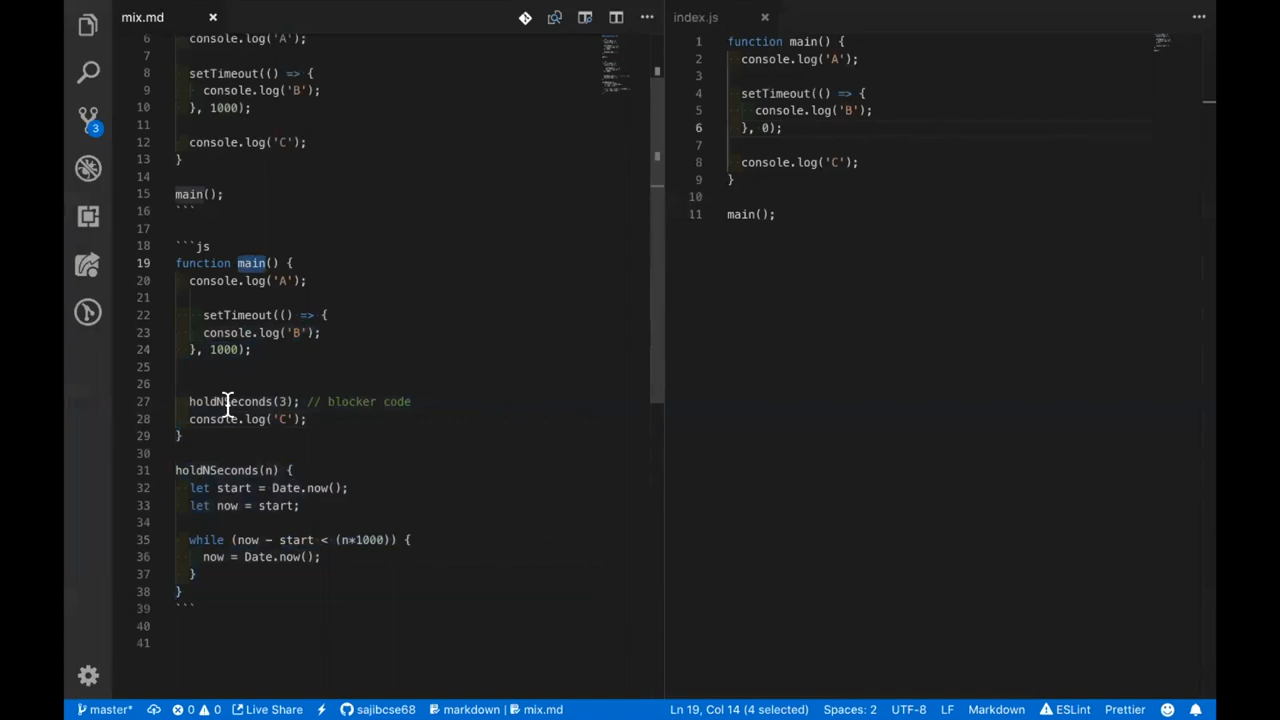 mix.md
index.js
6 console.log('A');
7
8 setTimeout(() => {
9 console.log('B');
10 }, 1000);
11
12 console.log('C');
13 }
14
15 main();
16 ```
17
18 ```js
19 function main() {
20 console.log('A');
21
22 setTimeout(() => {
23 console.log('B');
24 }, 1000);
25
26
27 holdNSeconds(3); // blocker code
28 console.log('C');
29 }
30
31 holdNSeconds(n) {
32 let start = Date.now();
33 let now = start;
34
35 while (now - start < (n*1000)) {
36 now = Date.now();
37 }
38 }
39 ```
40
41
1 function main() {
2 console.log('A');
3
4 setTimeout(() => {
5 console.log('B');
6 }, 0);
7
8 console.log('C');
9 }
10
11 main();
3
master* 0 0 Live Share sajibcse68 markdown | mix.md Ln 19, Col 14 (4 selected) Spaces: 2 UTF-8 LF Markdown ESLint Prettier